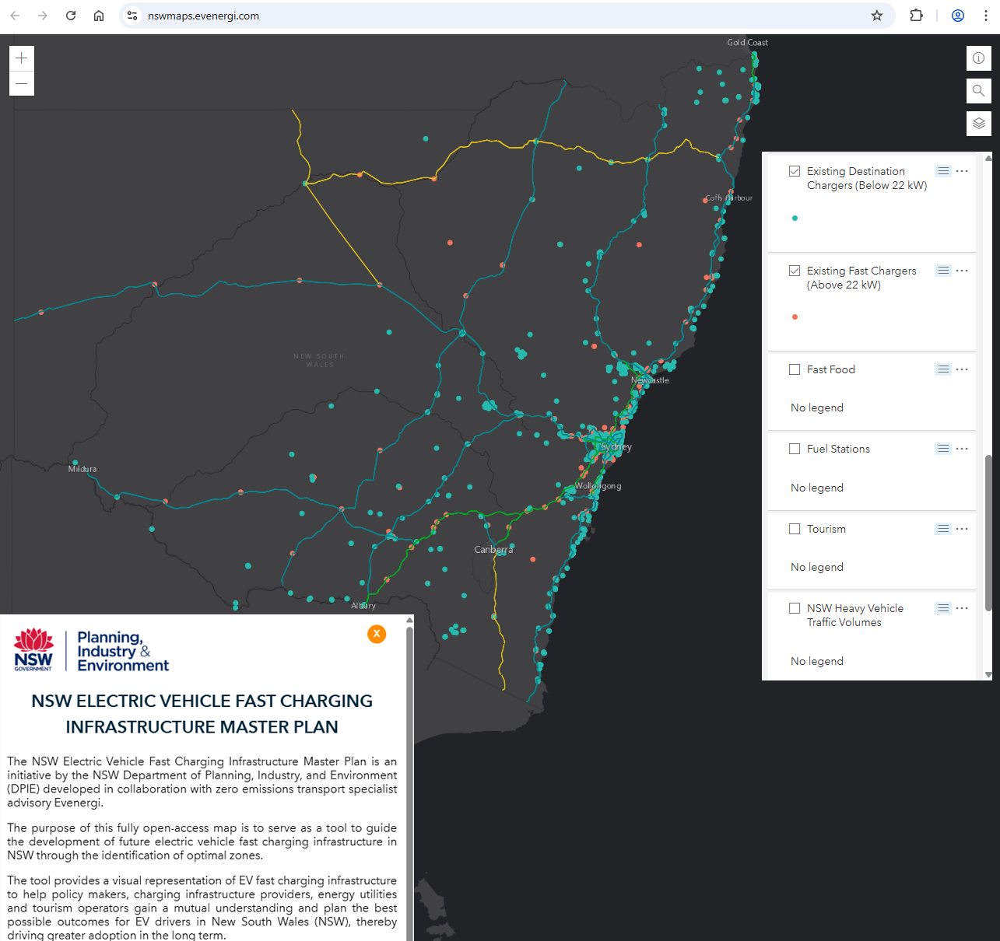 nswmaps.evenergi.com
Gold Coast
Existing Destination
Chargers (Below 22 kW)
Coffs Harbour
Existing Fast Chargers
(Above 22 kW)
NEW SOUTH
WALES
Fast Food
Newcastle
No legend
Sydney
Fuel Stations
Mildura
Wollongong
No legend
Tourism
Canberra
No legend
Albury
NSW Heavy Vehicle
Traffic Volumes
No legend
X
NSW
GOVERNMENT
Planning,
Industry &
Environment
NSW ELECTRIC VEHICLE FAST CHARGING
INFRASTRUCTURE MASTER PLAN
The NSW Electric Vehicle Fast Charging Infrastructure Master Plan is an
initiative by the NSW Department of Planning, Industry, and Environment
(DPIE) developed in collaboration with zero emissions transport specialist
advisory Evenergi.
The purpose of this fully open-access map is to serve as a tool to guide
the development of future electric vehicle fast charging infrastructure in
NSW through the identification of optimal zones.
The tool provides a visual representation of EV fast charging infrastructure
to help policy makers, charging infrastructure providers, energy utilities
and tourism operators gain a mutual understanding and plan the best
possible outcomes for EV drivers in New South Wales (NSW), thereby
driving greater adoption in the long term.